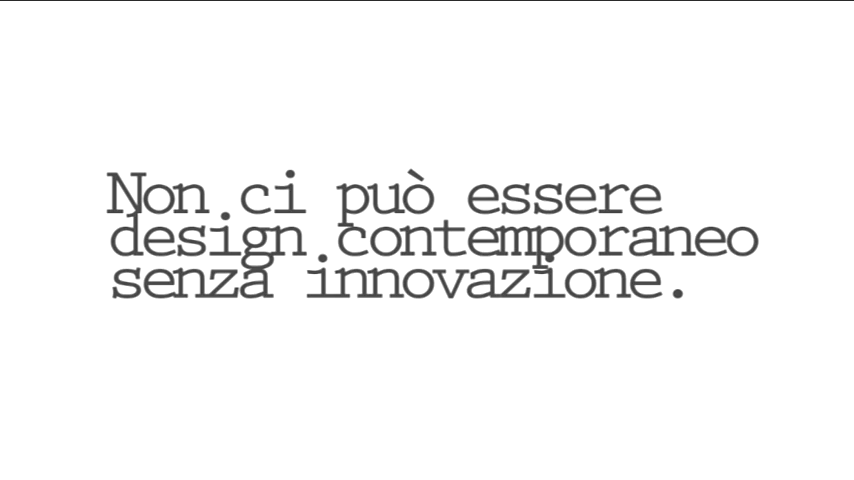 Non ci può essere
design contemporaneo
senza innovazione.